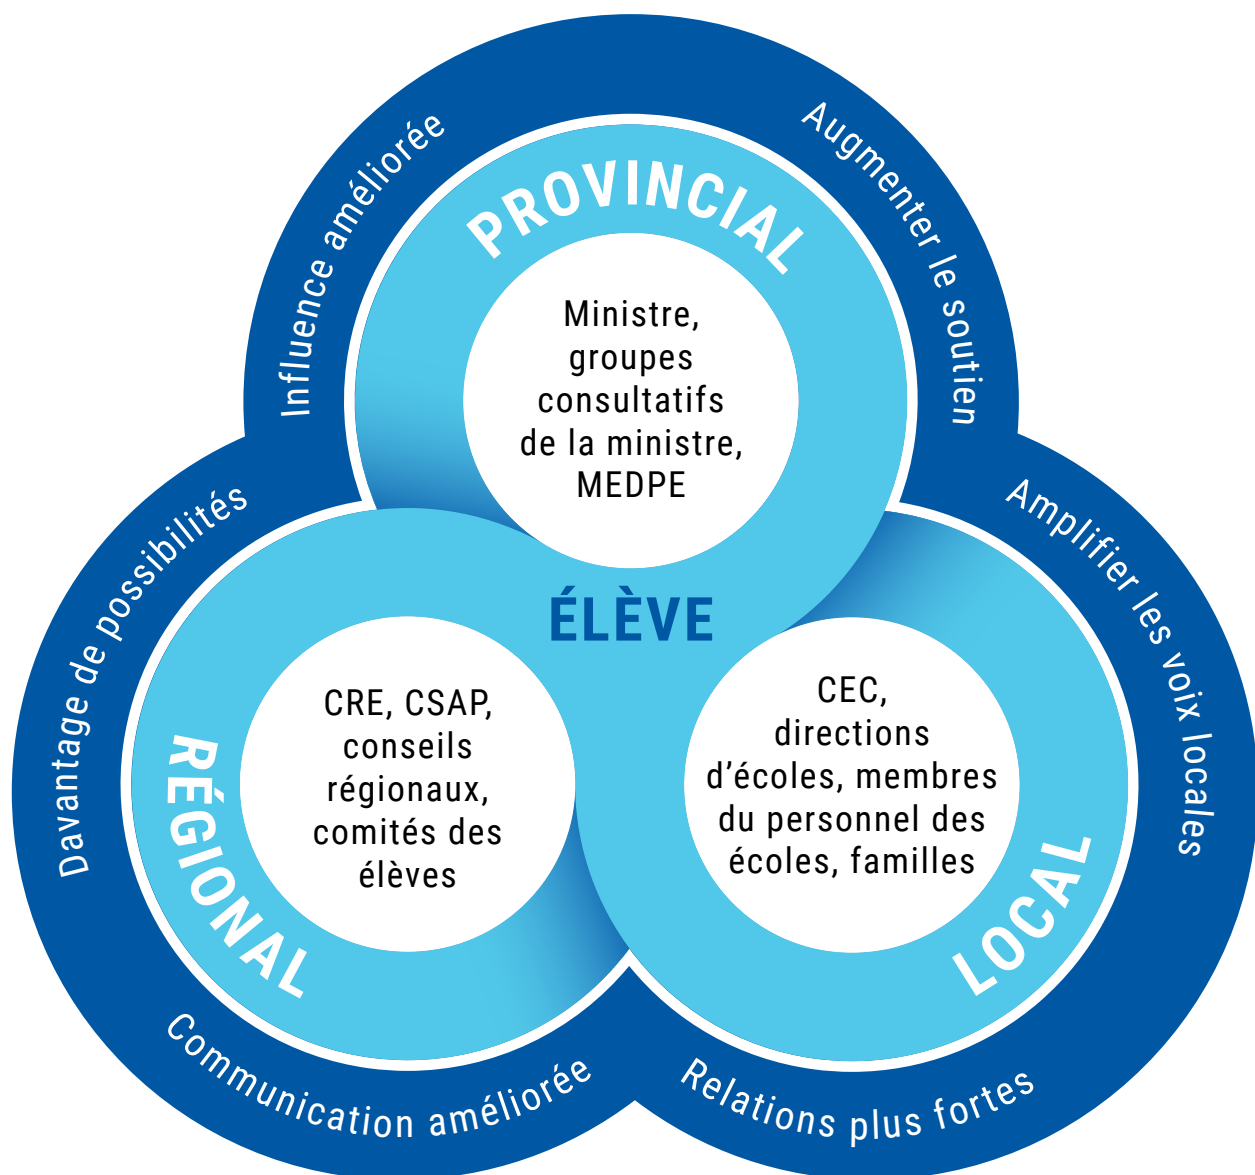 Influence améliorée
Augmenter le soutien
PROVINCIAL
Ministre,
groupes
consultatifs
de la ministre,
MEDPE
Davantage de possibilités
Amplifier les voix locales
ÉLÈVE
RÉGIONAL
CRE, CSAP,
conseils
régionaux,
comités des
élèves
CEC,
directions
d’écoles, membres
du personnel des
écoles, familles
LOCAL
Communication améliorée
Relations plus fortes